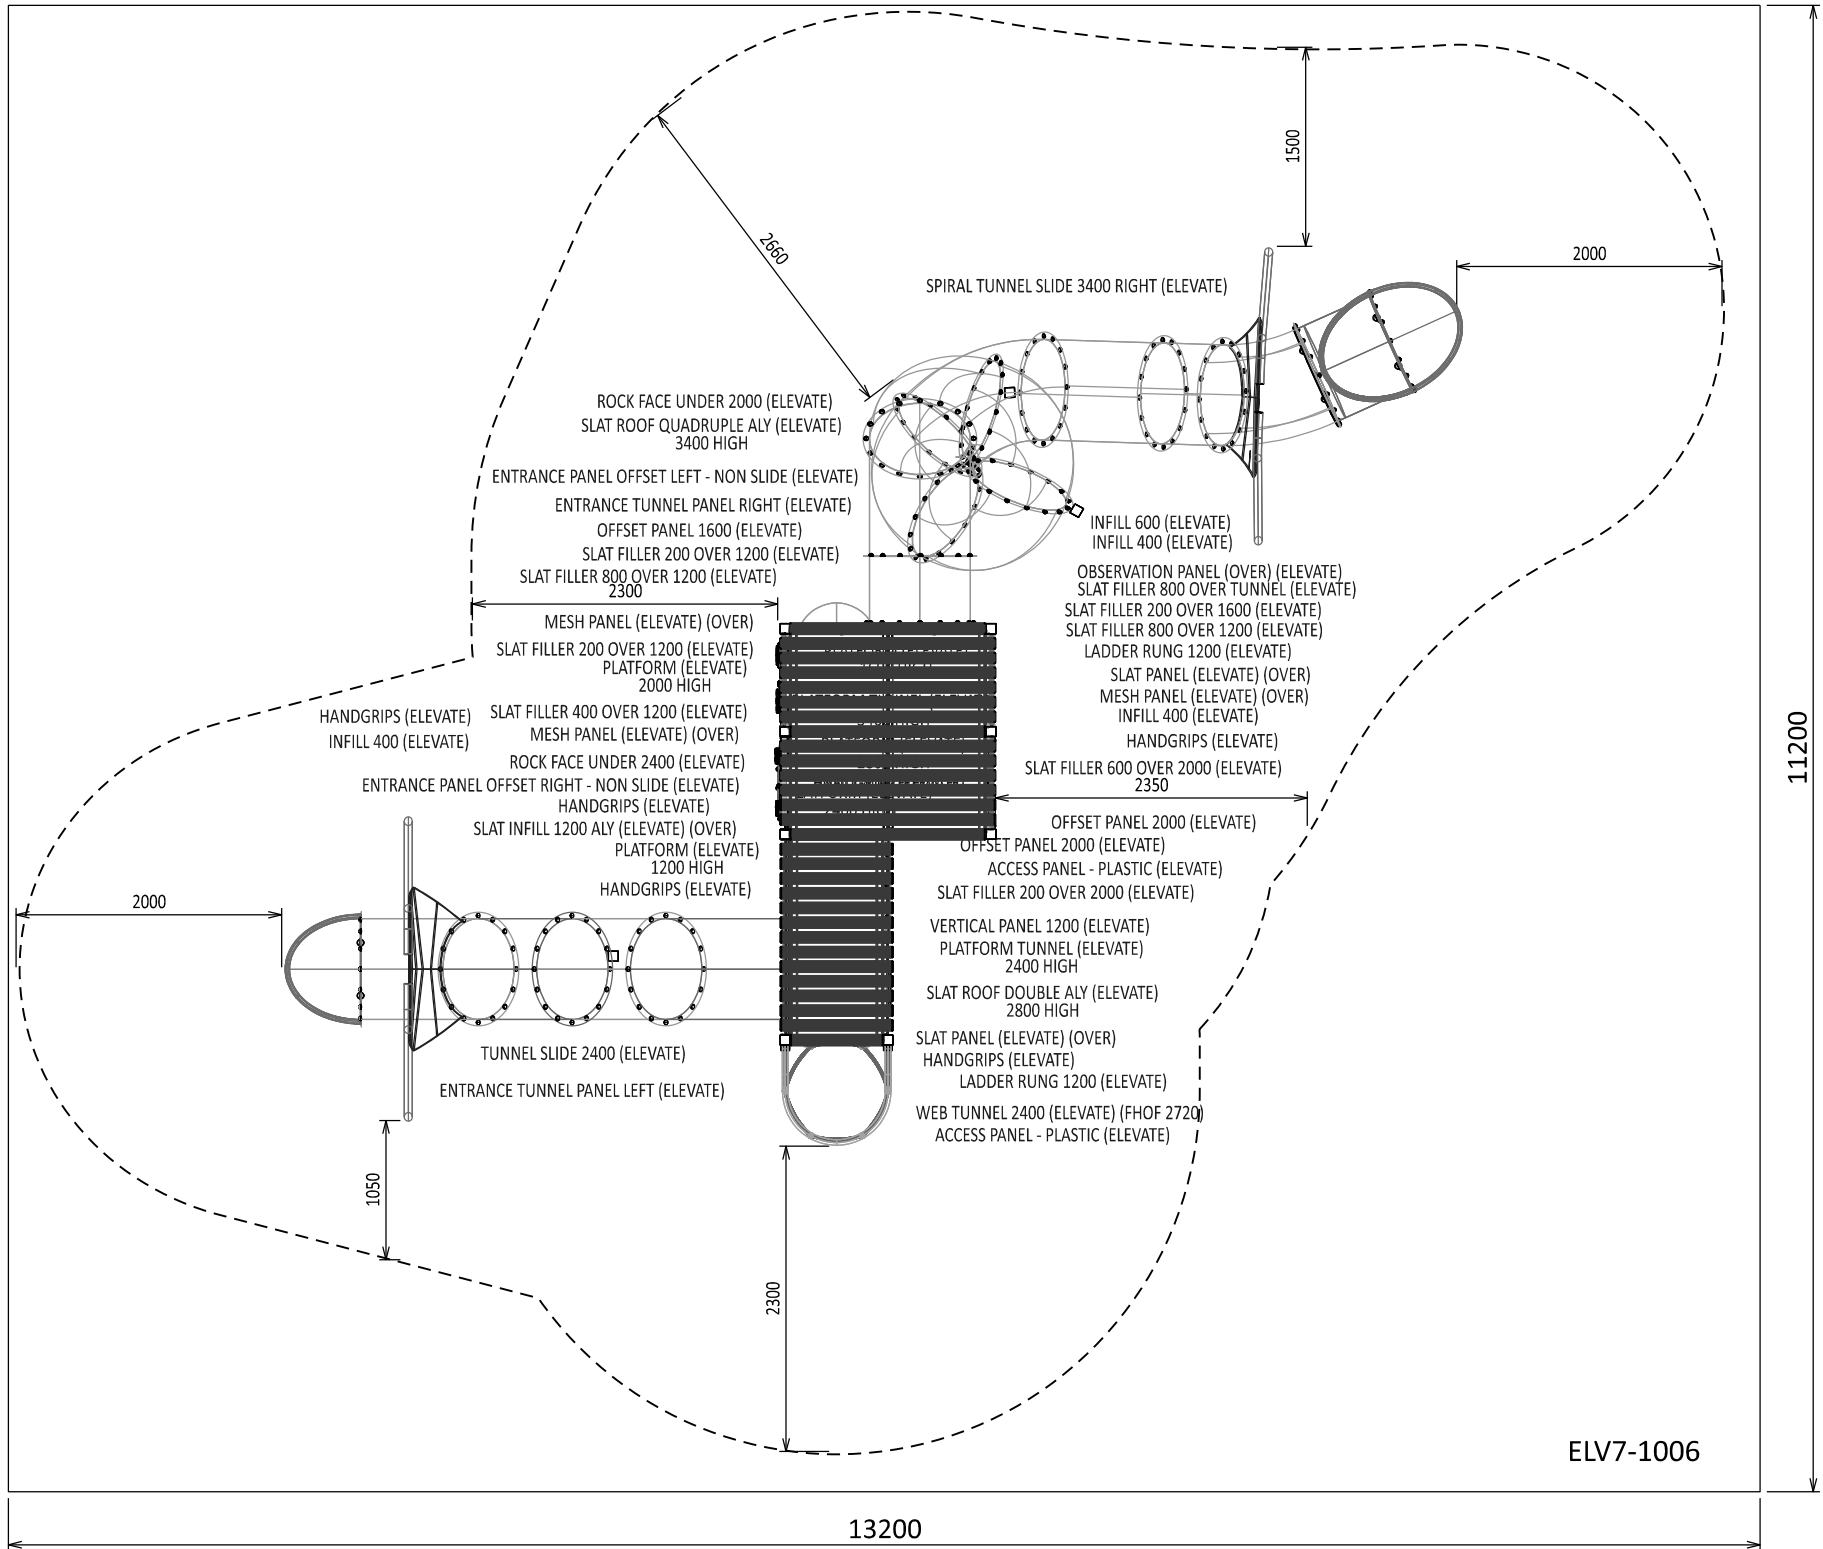 1500
2660
2000
SPIRAL TUNNEL SLIDE 3400 RIGHT (ELEVATE)
ROCK FACE UNDER 2000 (ELEVATE)
SLAT ROOF QUADRUPLE ALY (ELEVATE)
3400 HIGH
ENTRANCE PANEL OFFSET LEFT - NON SLIDE (ELEVATE)
ENTRANCE TUNNEL PANEL RIGHT (ELEVATE)
OFFSET PANEL 1600 (ELEVATE)
SLAT FILLER 200 OVER 1200 (ELEVATE)
SLAT FILLER 800 OVER 1200 (ELEVATE)
2300
MESH PANEL (ELEVATE) (OVER)
SLAT FILLER 200 OVER 1200 (ELEVATE)
PLATFORM (ELEVATE)
2000 HIGH
HANDGRIPS (ELEVATE)
SLAT FILLER 400 OVER 1200 (ELEVATE)
INFILL 400 (ELEVATE)
MESH PANEL (ELEVATE) (OVER)
ROCK FACE UNDER 2400 (ELEVATE)
ENTRANCE PANEL OFFSET RIGHT - NON SLIDE (ELEVATE)
HANDGRIPS (ELEVATE)
SLAT INFILL 1200 ALY (ELEVATE) (OVER)
PLATFORM (ELEVATE)
1200 HIGH
HANDGRIPS (ELEVATE)
2000
TUNNEL SLIDE 2400 (ELEVATE)
ENTRANCE TUNNEL PANEL LEFT (ELEVATE)
1050
2300
INFILL 600 (ELEVATE)
INFILL 400 (ELEVATE)
OBSERVATION PANEL (OVER) (ELEVATE)
SLAT FILLER 800 OVER TUNNEL (ELEVATE)
SLAT FILLER 200 OVER 1600 (ELEVATE)
SLAT FILLER 800 OVER 1200 (ELEVATE)
LADDER RUNG 1200 (ELEVATE)
SLAT PANEL (ELEVATE) (OVER)
MESH PANEL (ELEVATE) (OVER)
INFILL 400 (ELEVATE)
HANDGRIPS (ELEVATE)
SLAT FILLER 600 OVER 2000 (ELEVATE)
2350
OFFSET PANEL 2000 (ELEVATE)
OFFSET PANEL 2000 (ELEVATE)
ACCESS PANEL - PLASTIC (ELEVATE)
SLAT FILLER 200 OVER 2000 (ELEVATE)
VERTICAL PANEL 1200 (ELEVATE)
PLATFORM TUNNEL (ELEVATE)
2400 HIGH
SLAT ROOF DOUBLE ALY (ELEVATE)
2800 HIGH
SLAT PANEL (ELEVATE) (OVER)
HANDGRIPS (ELEVATE)
LADDER RUNG 1200 (ELEVATE)
WEB TUNNEL 2400 (ELEVATE) (FHOF 2720)
ACCESS PANEL - PLASTIC (ELEVATE)
11200
ELV7-1006
13200